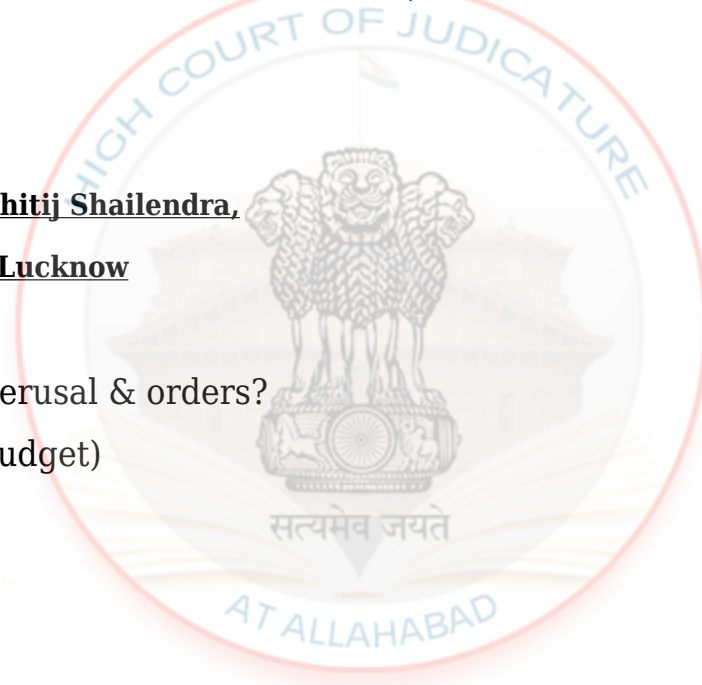 HIGH COURT OF JUDICATURE
hitij Shailendra,
Lucknow
erusal & orders?
udget)
सत्यमेव जयते
AT ALLAHABAD